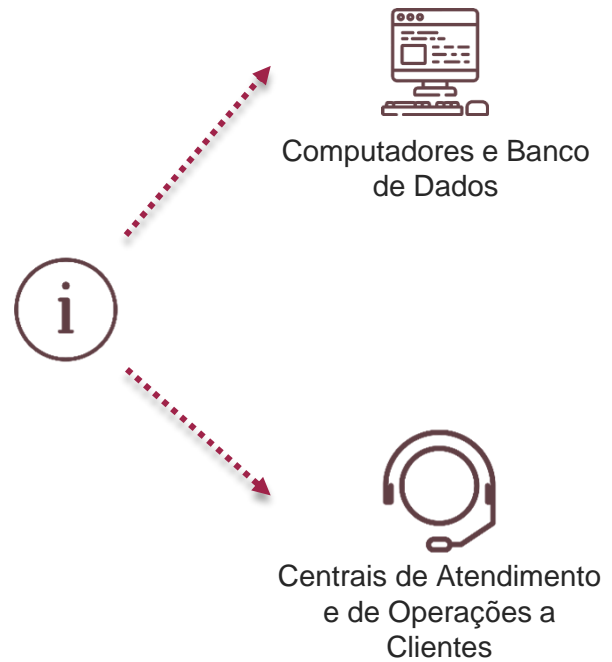 Computadores e Banco
de Dados
i
Centrais de Atendimento
e de Operações a
Clientes